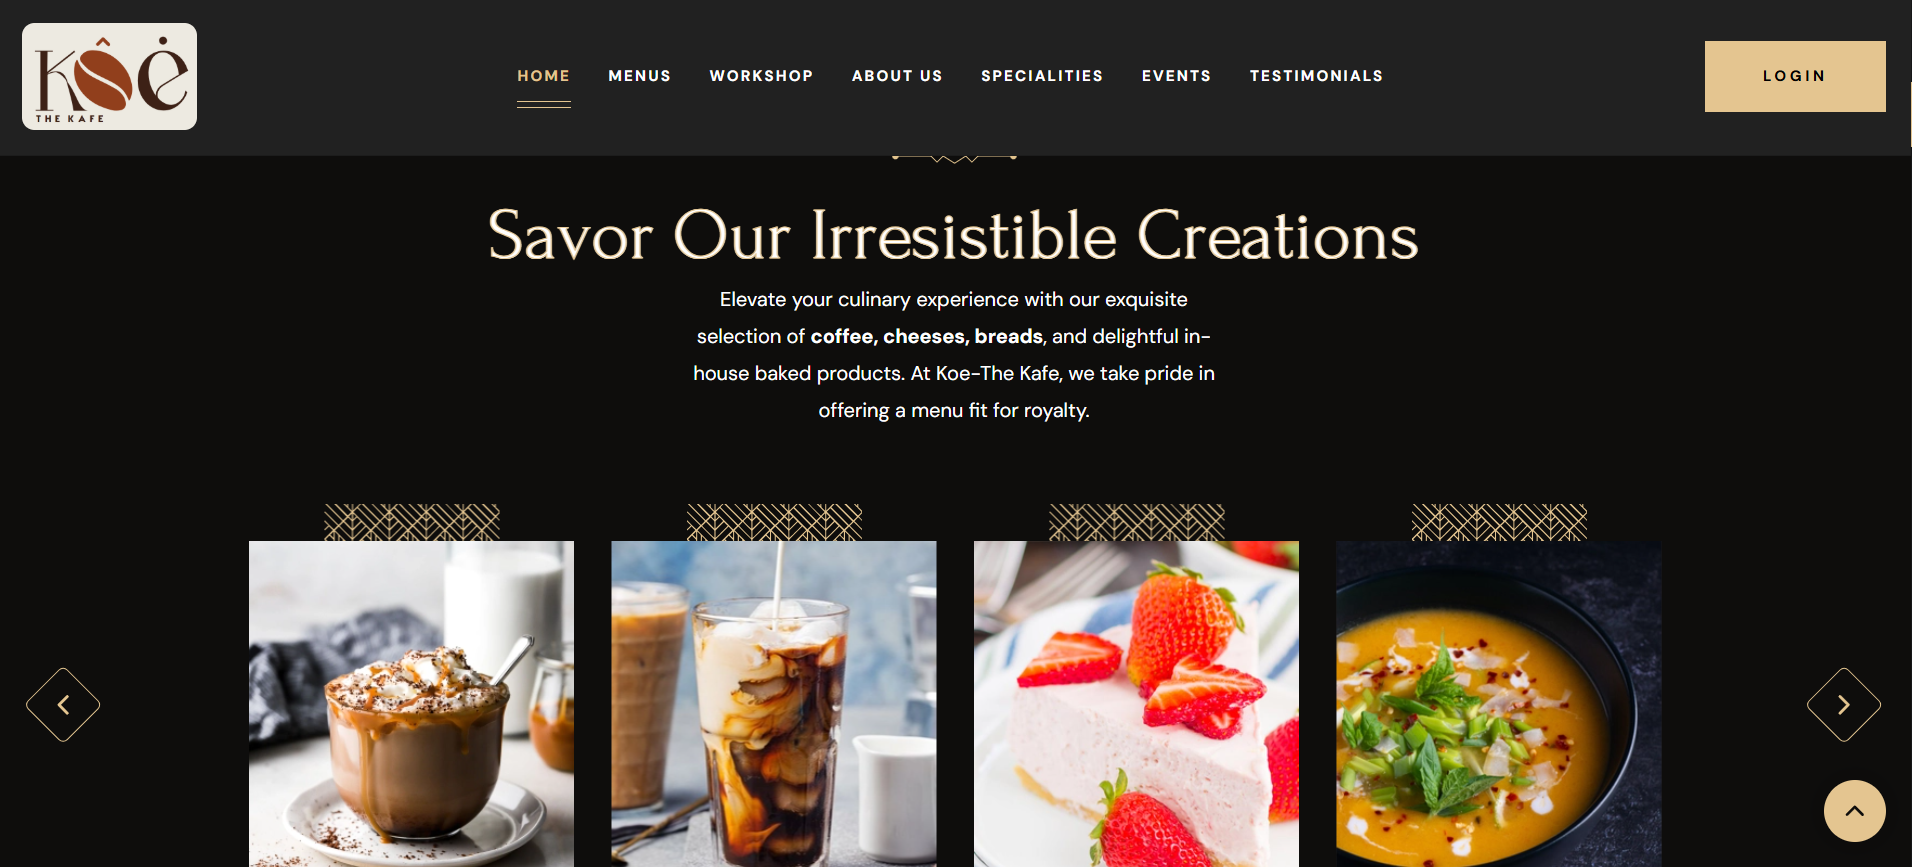 Kôė
THE KAFE
HOME
MENUS
WORKSHOP
ABOUT US
SPECIALITIES
EVENTS
TESTIMONIALS
LOGIN
Savor Our Irresistible Creations
Elevate your culinary experience with our exquisite
selection of coffee, cheeses, breads, and delightful in-
house baked products. At Koe-The Kafe, we take pride in
offering a menu fit for royalty.